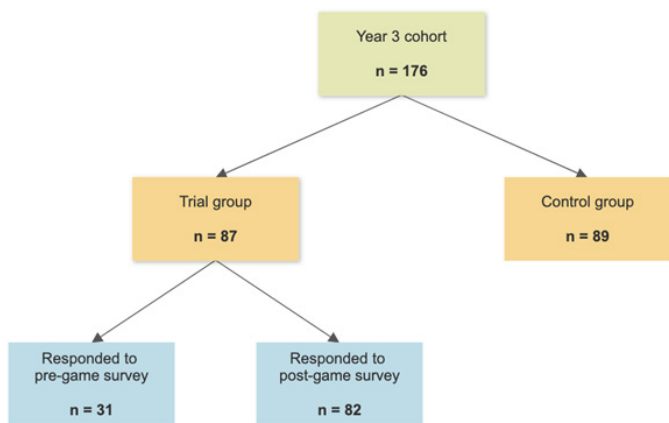 Year 3 cohort
n = 176
Trial group
n = 87
Control group
n = 89
Responded to
pre-game survey
n = 31
Responded to
post-game survey
n = 82